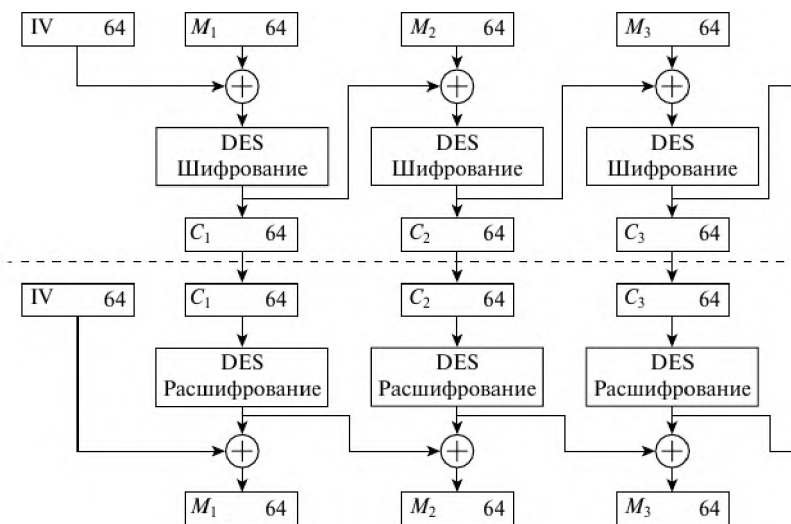 IV 64 M₁ 64 M₂ 64 M₃ 64
DES DES DES
Шифрование Шифрование Шифрование
C₁ 64 C₂ 64 C₃ 64
IV 64 C₁ 64 C₂ 64 C₃ 64
DES DES DES
Расшифрование Расшифрование Расшифрование
M₁ 64 M₂ 64 M₃ 64